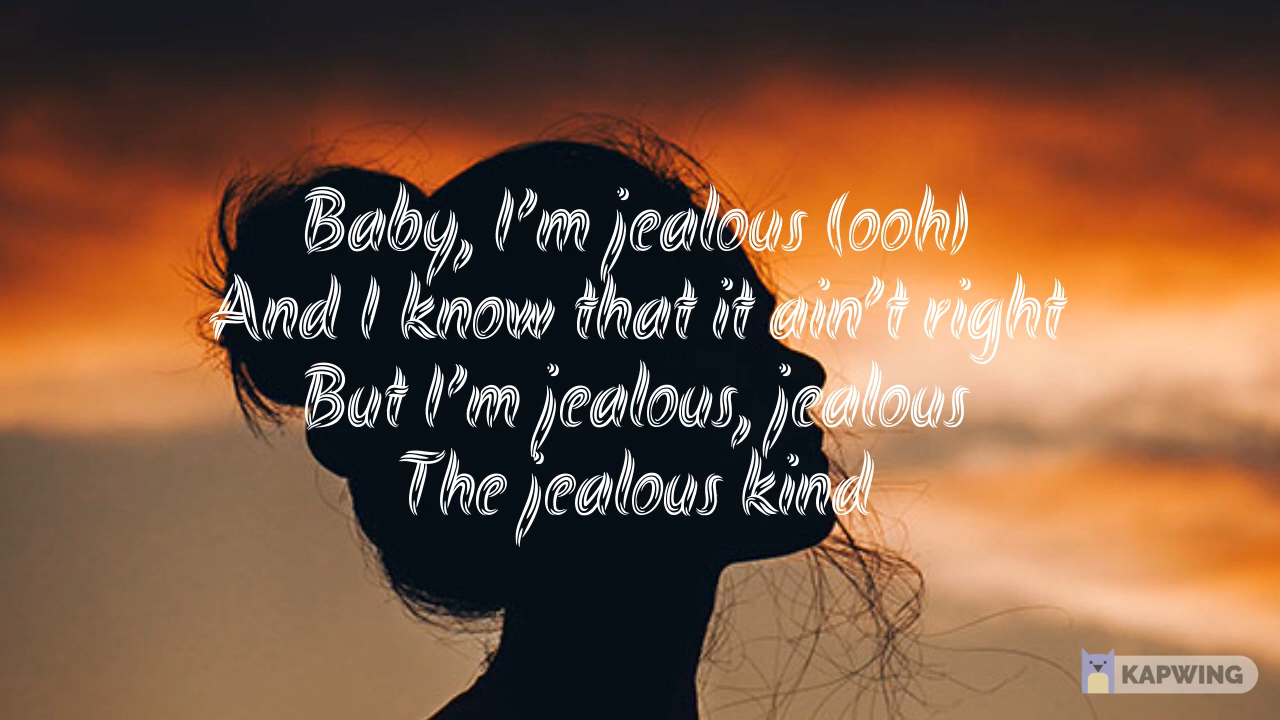 Baby, I'm jealous (ooh)
And I know that it ain't right
But I'm jealous, jealous
The jealous kind
KAPWING